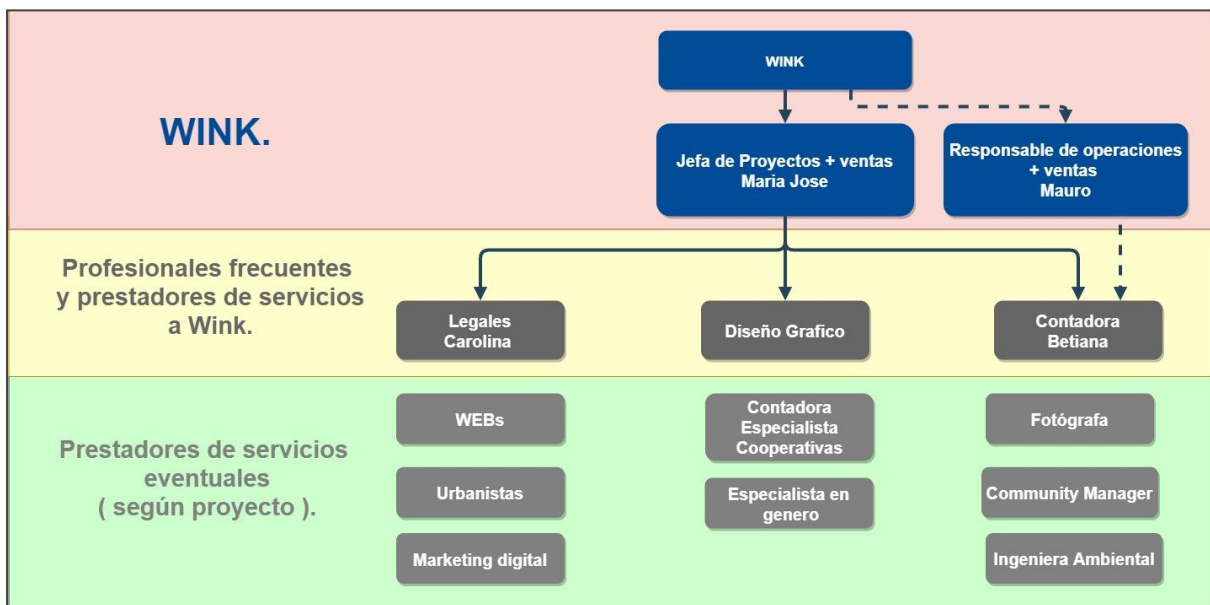 WINK
WINK.
Jefa de Proyectos + ventas
Maria Jose
Responsable de operaciones
+ ventas
Mauro
Profesionales frecuentes
y prestadores de servicios
a Wink.
Legales
Carolina
Diseño Grafico
Contadora
Betiana
Prestadores de servicios
eventuales
( según proyecto ).
WEBs
Urbanistas
Marketing digital
Contadora
Especialista
Cooperativas
Especialista en
genero
Fotógrafa
Community Manager
Ingeniera Ambiental